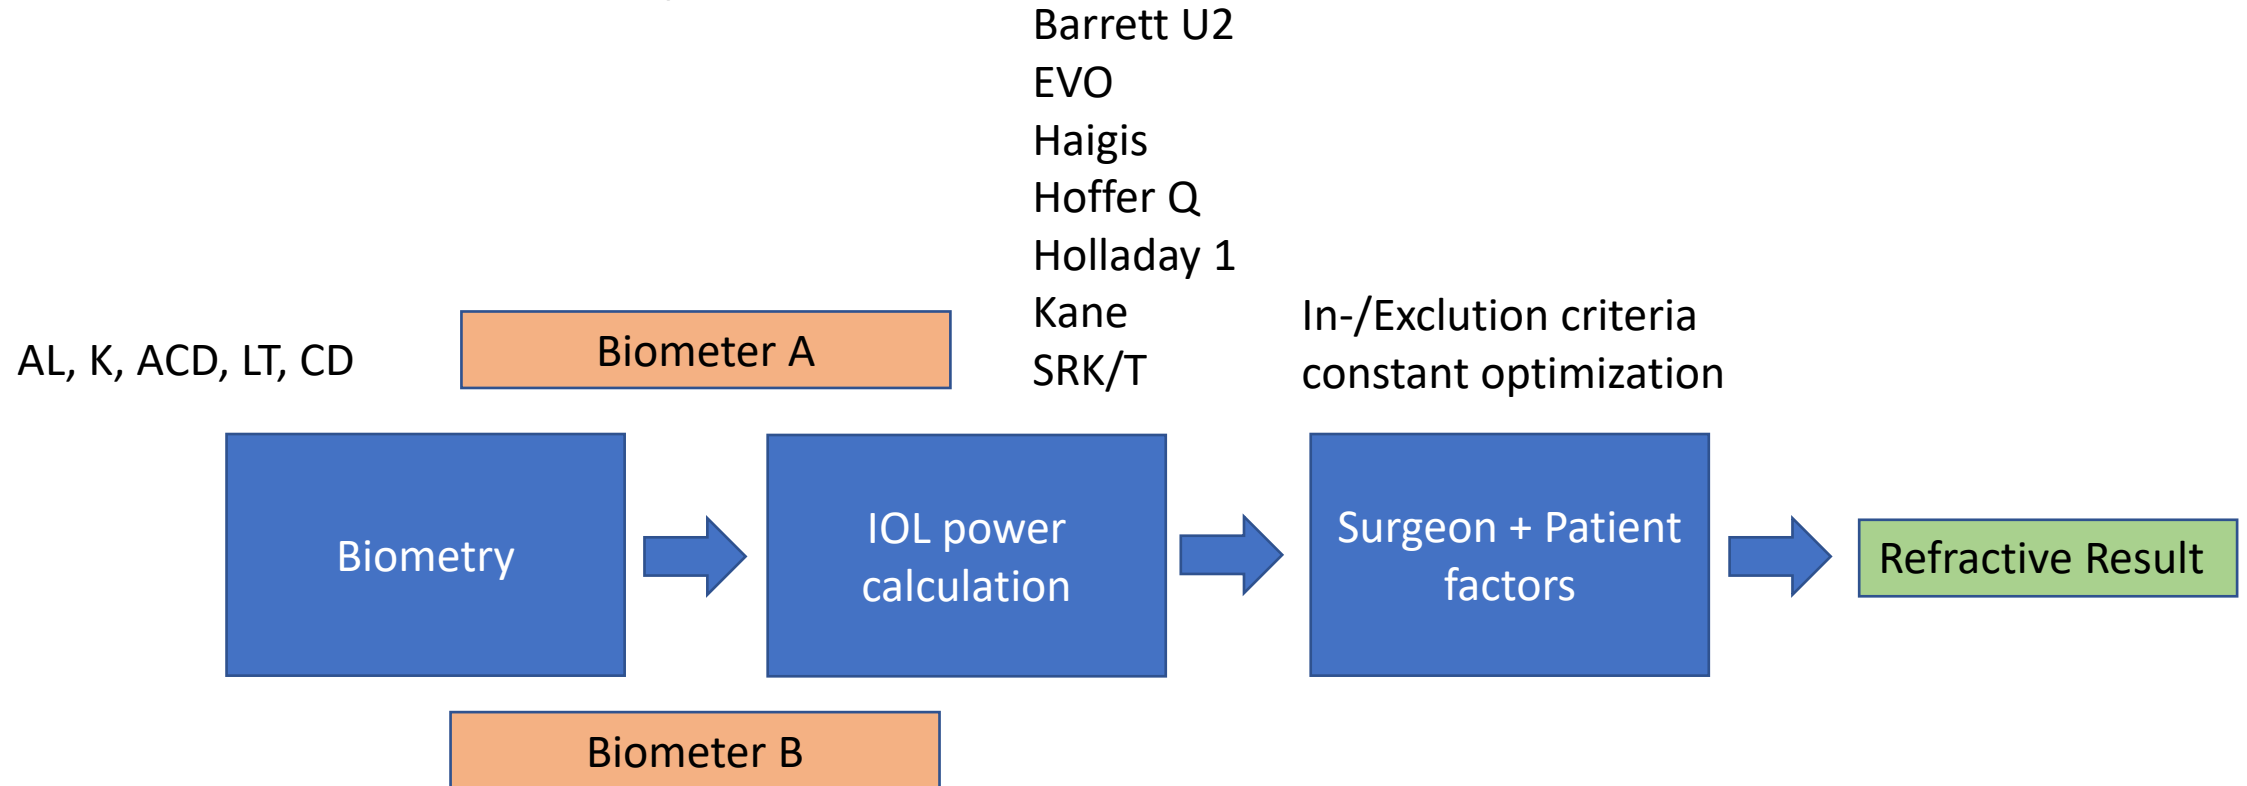 Barrett U2
EVO
Haigis
Hoffer Q
Holladay 1
Kane
SRK/T
In-/Exclution criteria
constant optimization
AL, K, ACD, LT, CD
Biometer A
Biometry
IOL power
calculation
Surgeon + Patient
factors
Refractive Result
Biometer B